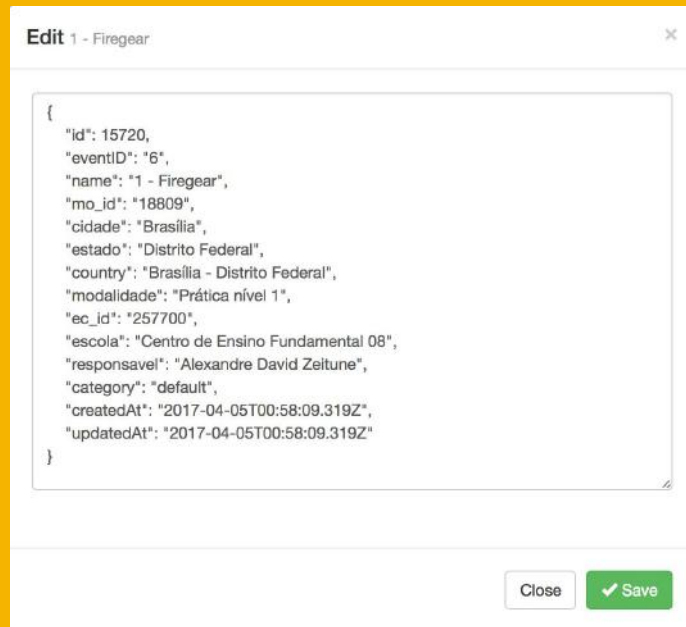 Edit 1 - Firegear
×
{
"id": 15720,
"eventID": "6",
"name": "1 - Firegear",
"mo_id": "18809",
"cidade": "Brasília",
"estado": "Distrito Federal",
"country": "Brasília - Distrito Federal",
"modalidade": "Prática nível 1",
"ec_id": "257700",
"escola": "Centro de Ensino Fundamental 08",
"responsavel": "Alexandre David Zeitune",
"category": "default",
"createdAt": "2017-04-05T00:58:09.319Z",
"updatedAt": "2017-04-05T00:58:09.319Z"
}
Close ✔ Save